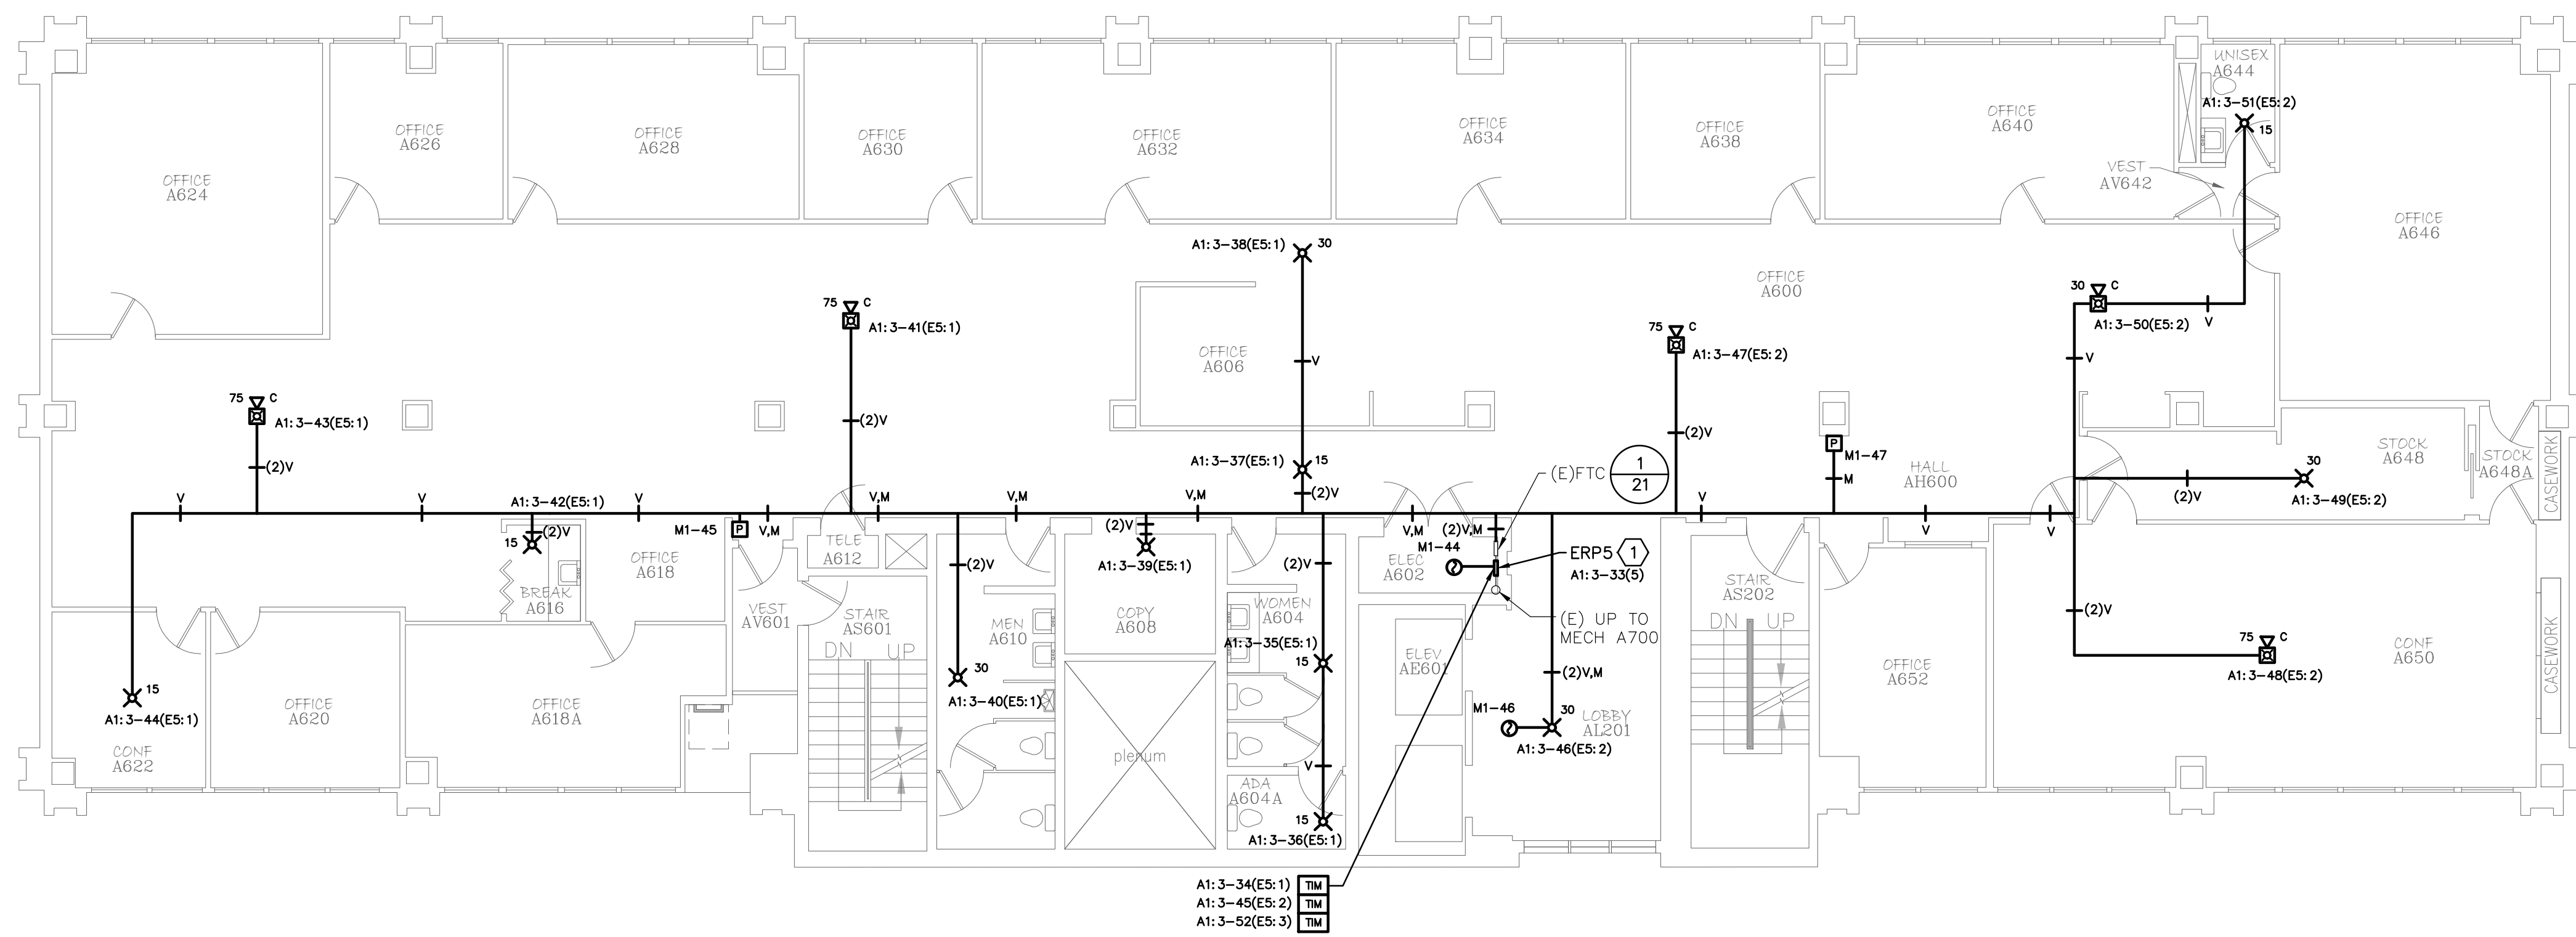 UNISEX
A644
A1:3-51(E5:2)
15
OFFICE
A624
OFFICE
A626
OFFICE
A628
OFFICE
A630
OFFICE
A632
OFFICE
A634
OFFICE
A638
OFFICE
A640
VEST
AV642
OFFICE
A646
A1:3-38(E5:1)
30
OFFICE
A600
75
C
A1:3-41(E5:1)
V
OFFICE
A606
75
C
A1:3-47(E5:2)
30
C
A1:3-50(E5:2)
V
V
75
C
A1:3-43(E5:1)
(2)V
(2)V
(2)V
P
M1-47
M
HALL
AH600
STOCK
A648
STOCK
A648A
CASEWORK
A1:3-37(E5:1)
15
(2)V
(E)FTC
1
21
30
A1:3-49(E5:2)
(2)V
V
V
A1:3-42(E5:1)
V
V,M
V,M
V,M
V,M
V
V
V
15
(2)V
M1-45
P
V,M
TELE
A612
OFFICE
A618
BREAK
A616
(2)V
(2)V
A1:3-39(E5:1)
(2)V
ELEC
A602
M1-44
(2)V,M
ERP5
1
A1:3-33(5)
(E) UP TO
MECH A700
STAIR
AS202
DN
UP
VEST
AV601
STAIR
AS601
DN
UP
MEN
A610
COPY
A608
WOMEN
A604
A1:3-35(E5:1)
15
ELEV
AE601
(2)V,M
OFFICE
A652
(2)V
75
C
A1:3-48(E5:2)
CONF
A650
CASEWORK
15
A1:3-44(E5:1)
CONF
A622
OFFICE
A620
OFFICE
A618A
30
A1:3-40(E5:1)
plenum
M1-46
30
LOBBY
AL201
A1:3-46(E5:2)
V
ADA
A604A
15
A1:3-36(E5:1)
A1:3-34(E5:1) TIM
A1:3-45(E5:2) TIM
A1:3-52(E5:3) TIM